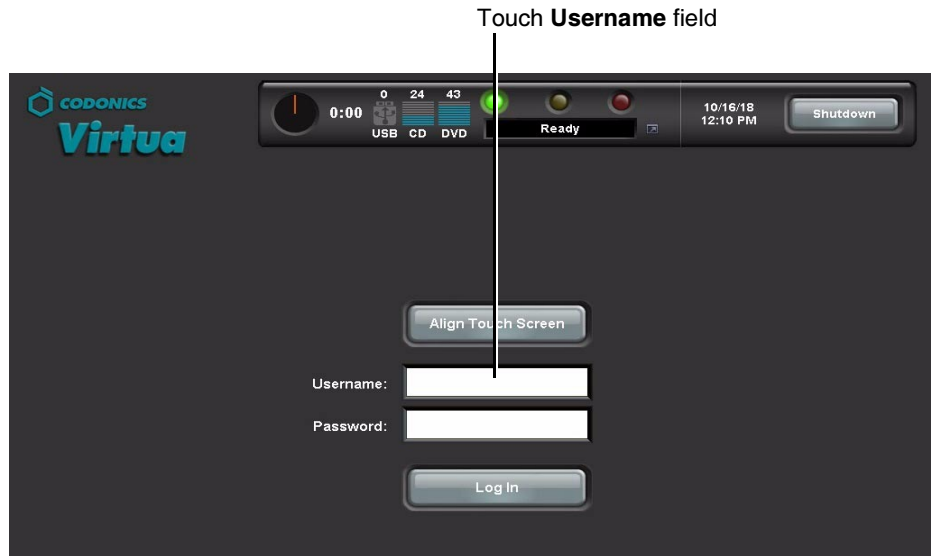 Touch Username field
CODONICS
Virtua
0:00
0 24 43
USB CD DVD
Ready
10/16/18
12:10 PM
Shutdown
Align Touch Screen
Username:
Password:
Log In